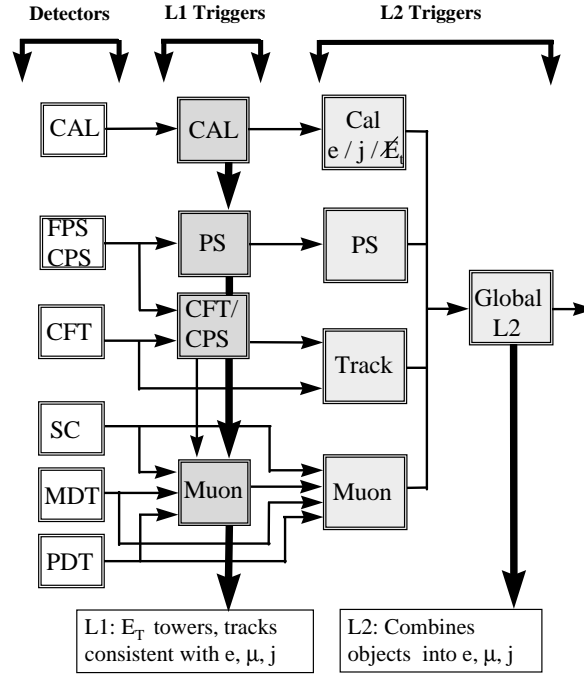 Detectors
L1 Triggers
L2 Triggers
CAL
CAL
Cal
e / j / E̸t
FPS
CPS
PS
PS
CFT
CFT/
CPS
Track
Global
L2
SC
MDT
PDT
Muon
Muon
L1: ET towers, tracks
consistent with e, μ, j
L2: Combines
objects into e, μ, j